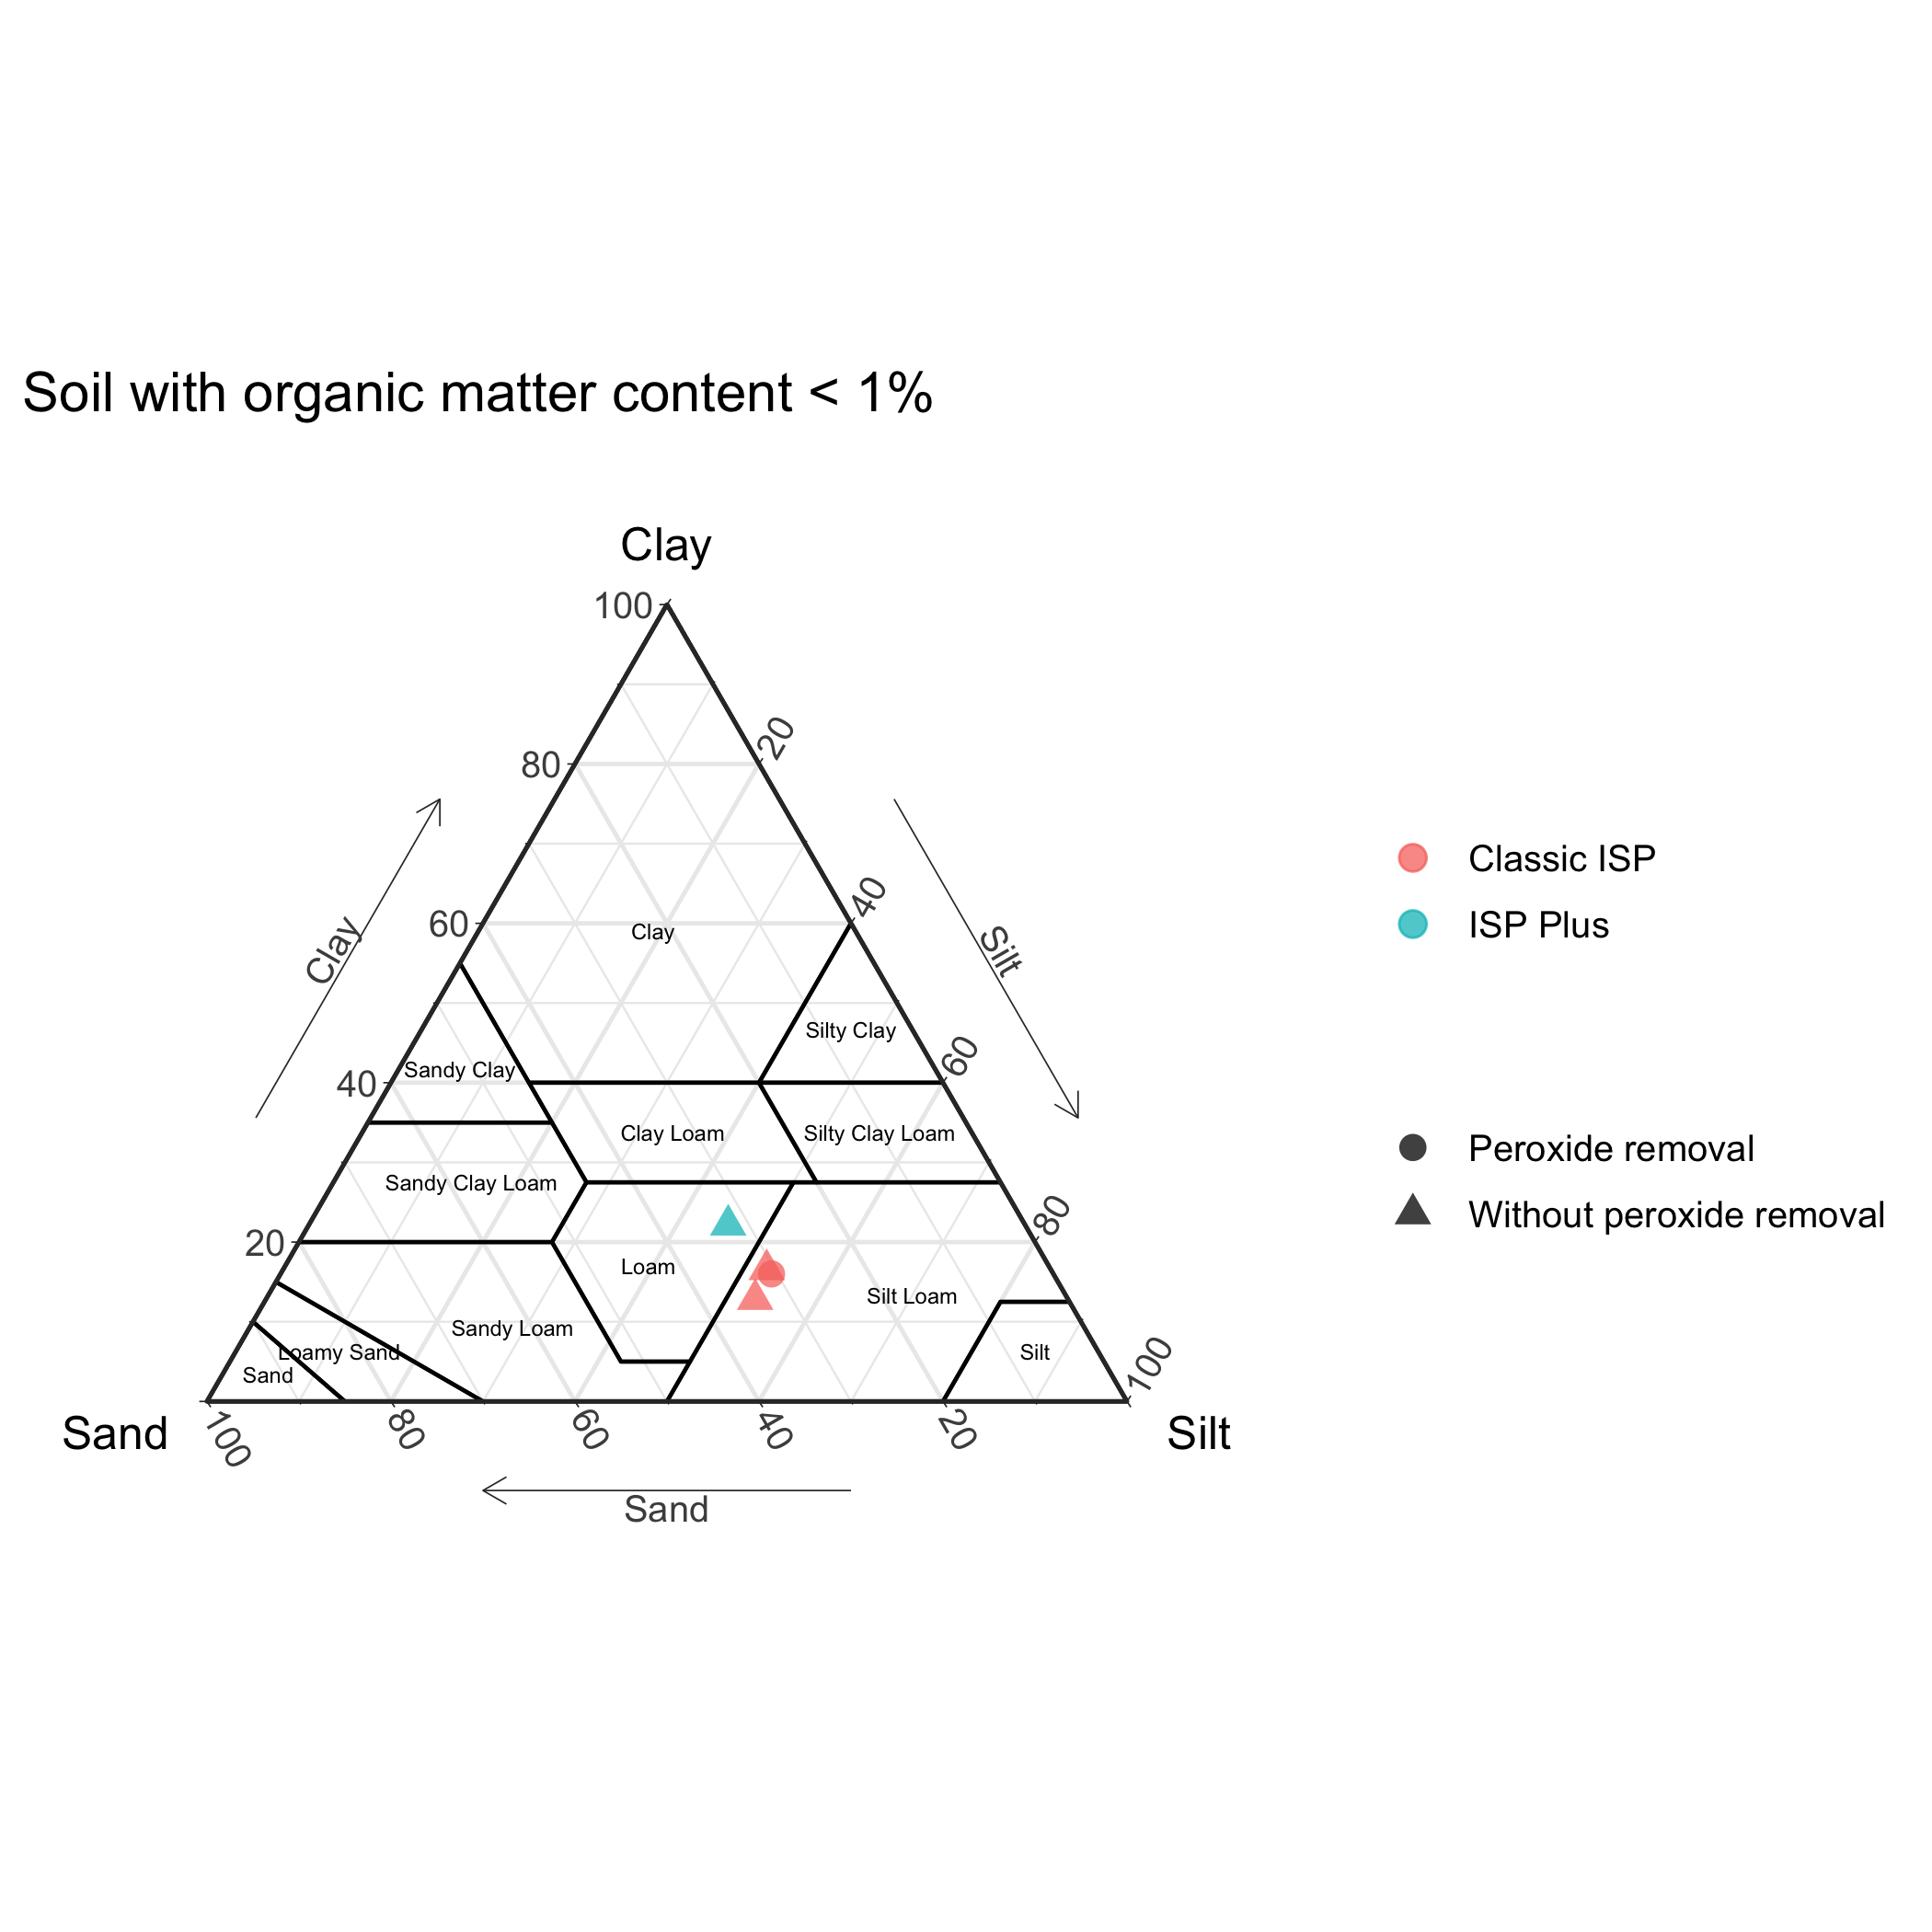 Soil with organic matter content < 1%
Clay
100
80
20
60
40
Clay
Silt
Clay
Silty Clay
60
40
Sandy Clay
Clay Loam
Silty Clay Loam
Sandy Clay Loam
80
20
Loam
Silt Loam
Sandy Loam
Loamy Sand
Silt
Sand
100
Sand
100
80
60
40
20
Silt
Sand
Classic ISP
ISP Plus
Peroxide removal
Without peroxide removal